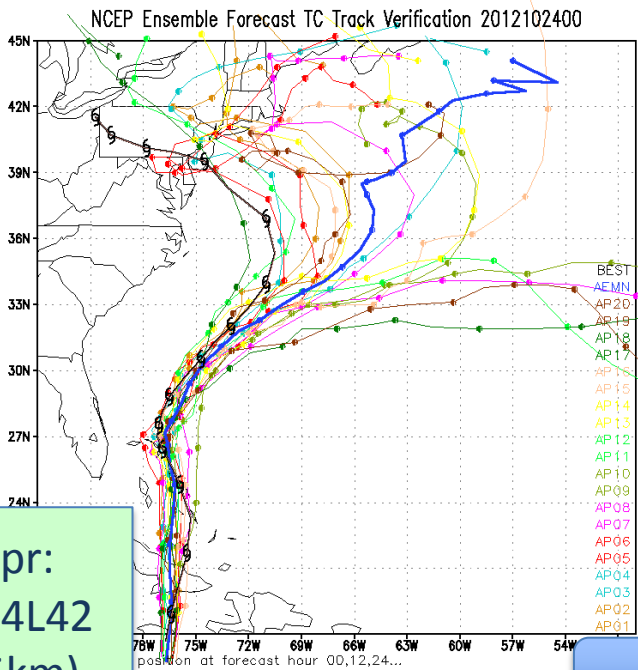 NCEP Ensemble Forecast TC Track Verification 2012102400
45N
42N
39N
36N
33N
30N
27N
24N
BEST
AEMN
AP20
AP19
AP18
AP17
AP15
AP14
AP13
AP12
AP11
AP10
AP09
AP08
AP07
AP06
AP05
AP04
AP03
AP02
AP01
78W 75W 72W 69W 66W 63W 60W 57W 54W
position at forecast hour 00,12,24...
pr:
4L42
km)